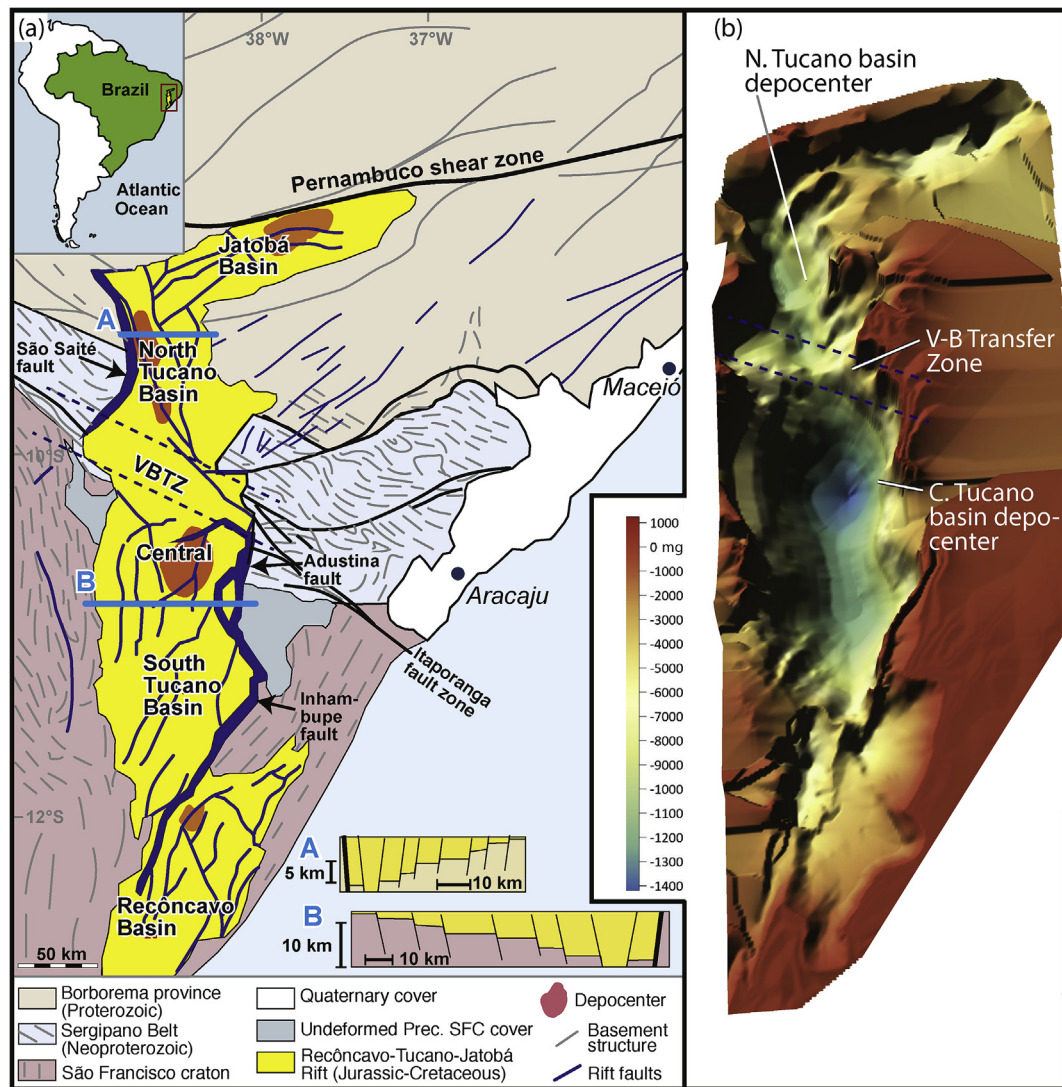 (a)
38°W
37°W
Brazil
Atlantic
Ocean
Pernambuco shear zone
Jatobá
Basin
A
São Saité
fault
North
Tucano
Basin
Maceió
10°S
VBTZ
Central
Adustina
fault
B
Aracaju
South
Tucano
Basin
Itaporanga
fault zone
Inham-
bupe
fault
12°S
A
5 km
10 km
Recôncavo
Basin
B
10 km
10 km
50 km
Borborema province
(Proterozoic)
Sergipano Belt
(Neoproterozoic)
São Francisco craton
Quaternary cover
Undeformed Prec. SFC cover
Recôncavo-Tucano-Jatobá
Rift (Jurassic-Cretaceous)
Depocenter
Basement
structure
Rift faults
(b)
N. Tucano basin
depocenter
V-B Transfer
Zone
C. Tucano
basin depo-
center
1000
0 mg
-1000
-2000
-3000
-4000
-5000
-6000
-7000
-8000
-9000
-1100
-1200
-1300
-1400